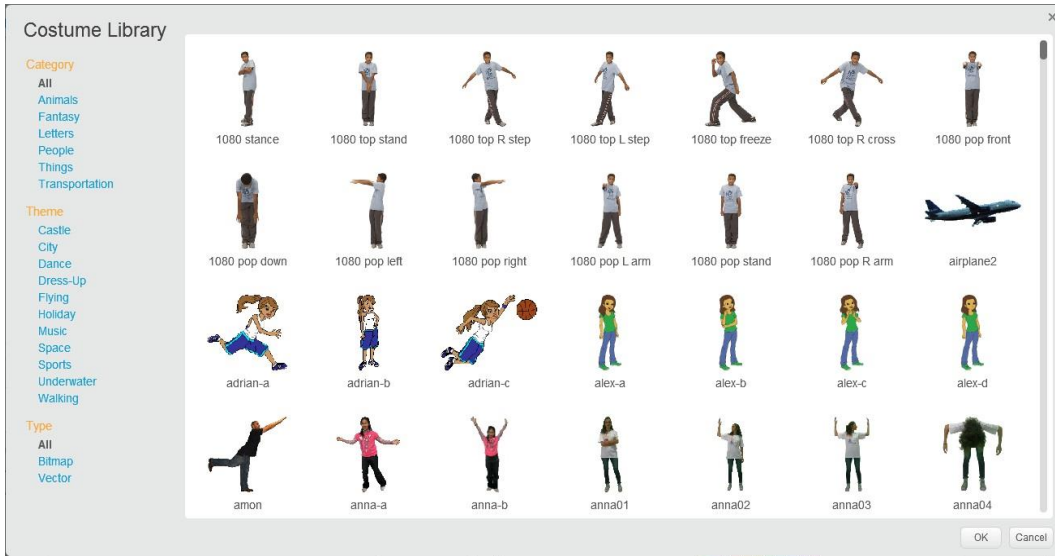 Costume Library
×
Category
All
Animals
Fantasy
Letters
People
Things
Transportation
Theme
Castle
City
Dance
Dress-Up
Flying
Holiday
Music
Space
Sports
Underwater
Walking
Type
All
Bitmap
Vector
1080 stance 1080 top stand 1080 top R step 1080 top L step 1080 top freeze 1080 top R cross 1080 pop front
1080 pop down 1080 pop left 1080 pop right 1080 pop L arm 1080 pop stand 1080 pop R arm airplane2
adrian-a adrian-b adrian-c alex-a alex-b alex-c alex-d
amon anna-a anna-b anna01 anna02 anna03 anna04
OK Cancel